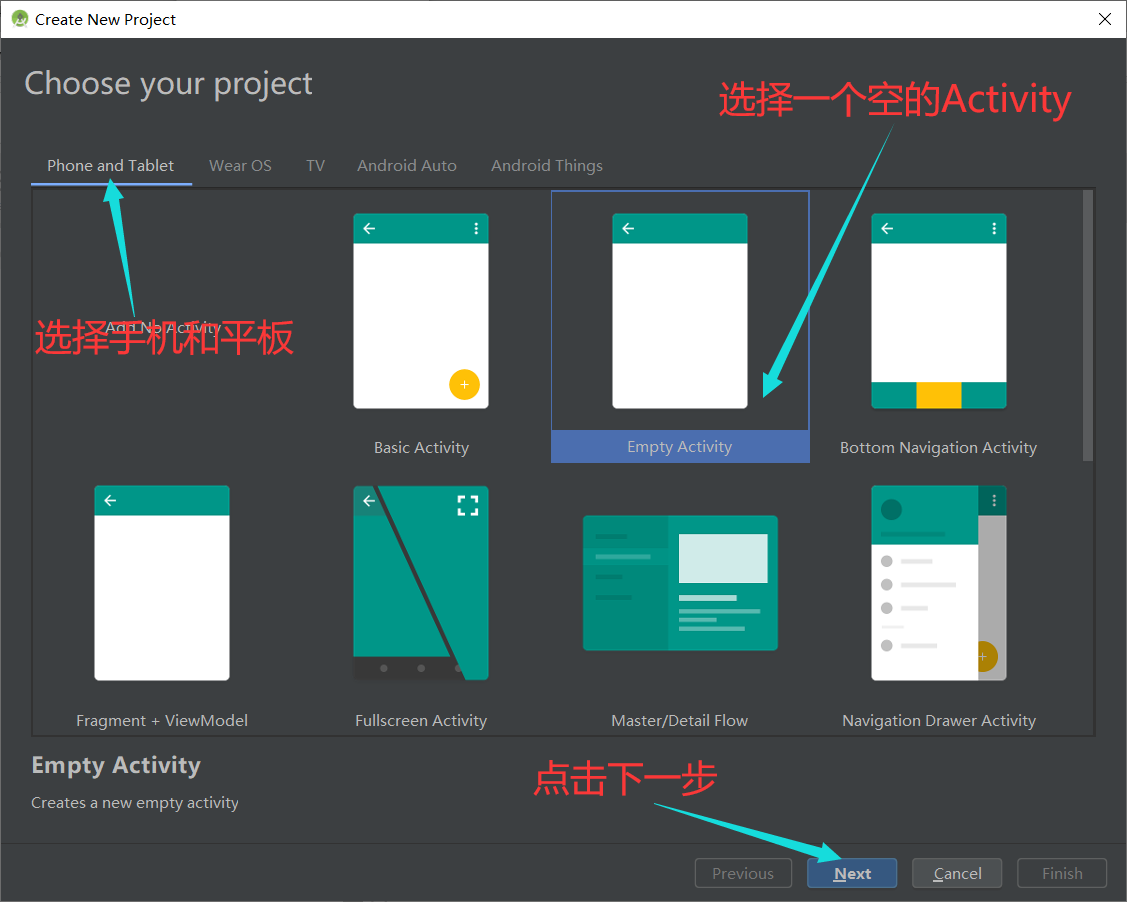 Create New Project
Choose your project
选择一个空的Activity
Phone and Tablet
Wear OS
TV
Android Auto
Android Things
Add No Activity
选择手机和平板
Basic Activity
Empty Activity
Bottom Navigation Activity
Fragment + ViewModel
Fullscreen Activity
Master/Detail Flow
Navigation Drawer Activity
Empty Activity
Creates a new empty activity
点击下一步
Previous
Next
Cancel
Finish